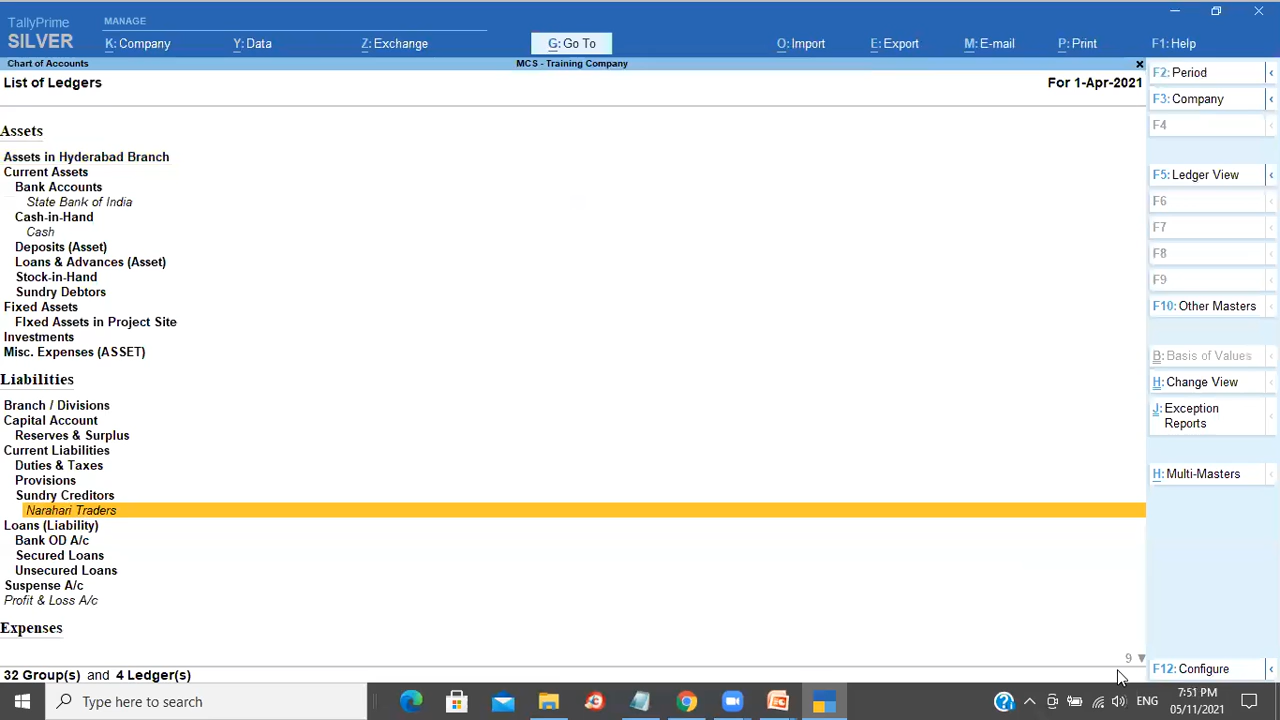 TallyPrime
MANAGE
SILVER
K: Company
Y: Data
Z: Exchange
G: Go To
O: Import
E: Export
M: E-mail
P: Print
F1: Help
Chart of Accounts
MCS - Training Company
List of Ledgers
For 1-Apr-2021
Assets
Assets in Hyderabad Branch
Current Assets
Bank Accounts
State Bank of India
Cash-in-Hand
Cash
Deposits (Asset)
Loans & Advances (Asset)
Stock-in-Hand
Sundry Debtors
Fixed Assets
FIxed Assets in Project Site
Investments
Misc. Expenses (ASSET)
Liabilities
Branch / Divisions
Capital Account
Reserves & Surplus
Current Liabilities
Duties & Taxes
Provisions
Sundry Creditors
Narahari Traders
Loans (Liability)
Bank OD A/c
Secured Loans
Unsecured Loans
Suspense A/c
Profit & Loss A/c
Expenses
9
32 Group(s) and 4 Ledger(s)
F2: Period
F3: Company
F4
F5: Ledger View
F6
F7
F8
F9
F10: Other Masters
B: Basis of Values
H: Change View
J: Exception
Reports
H: Multi-Masters
F12: Configure
Type here to search
ENG
7:51 PM
05/11/2021